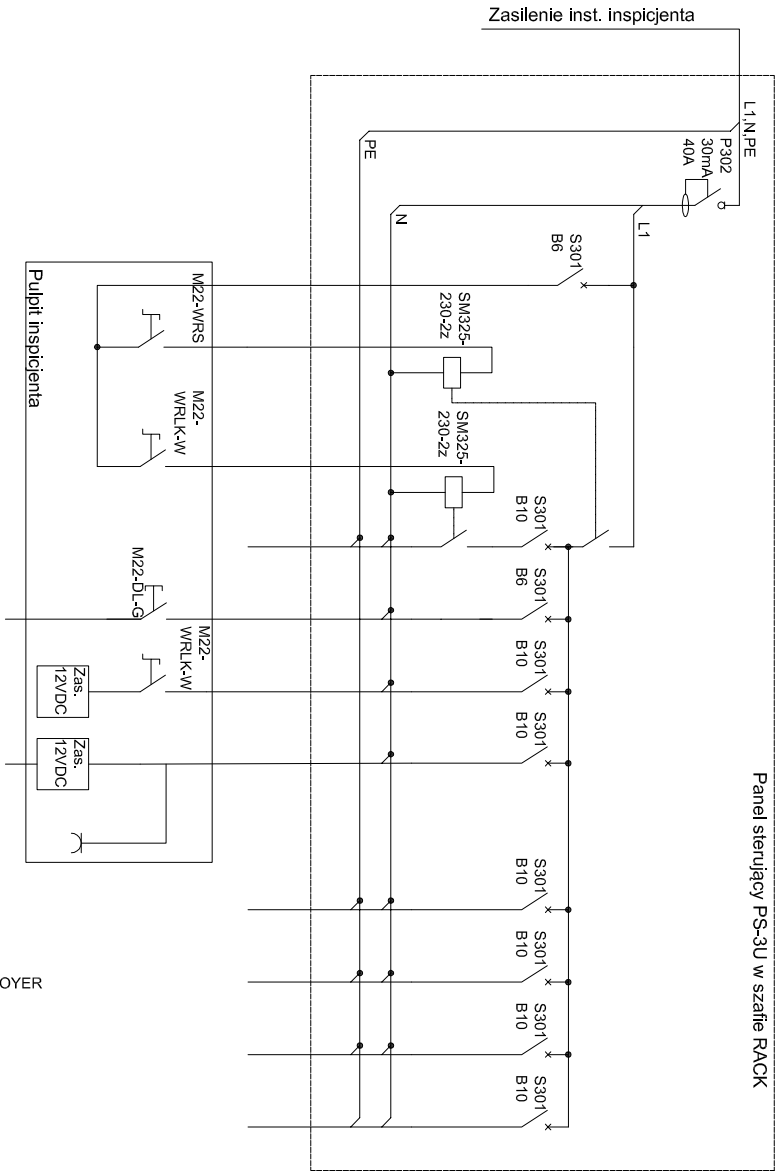 Zasilenie inst. inspicjenta
L1,N,PE
P302
30mA
40A
PE
N
L1
S301
B6
M22-WRS
SM325-
230-2z
M22-
WRLK-W
SM325-
230-2z
Pulpit inspicjenta
S301
B10
M22-DL-G
S301
B6
M22-
WRLK-W
Zas.
12VDC
S301
B10
Zas.
12VDC
S301
B10
Panel sterujący PS-3U w szafie RACK
S301
B10
S301
B10
S301
B10
S301
B10
OYER